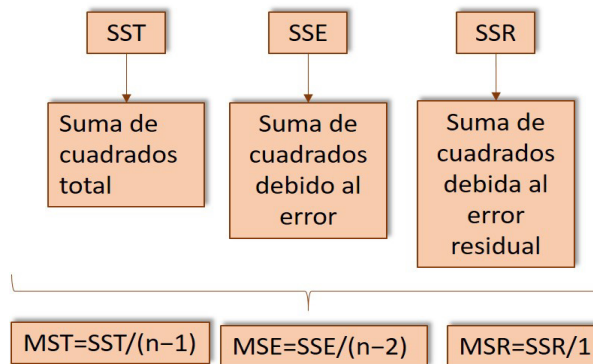 SST
SSE
SSR
Suma de
cuadrados
total
Suma de
cuadrados
debido al
error
Suma de
cuadrados
debida al
error
residual
MST=SST/(n−1)
MSE=SSE/(n−2)
MSR=SSR/1